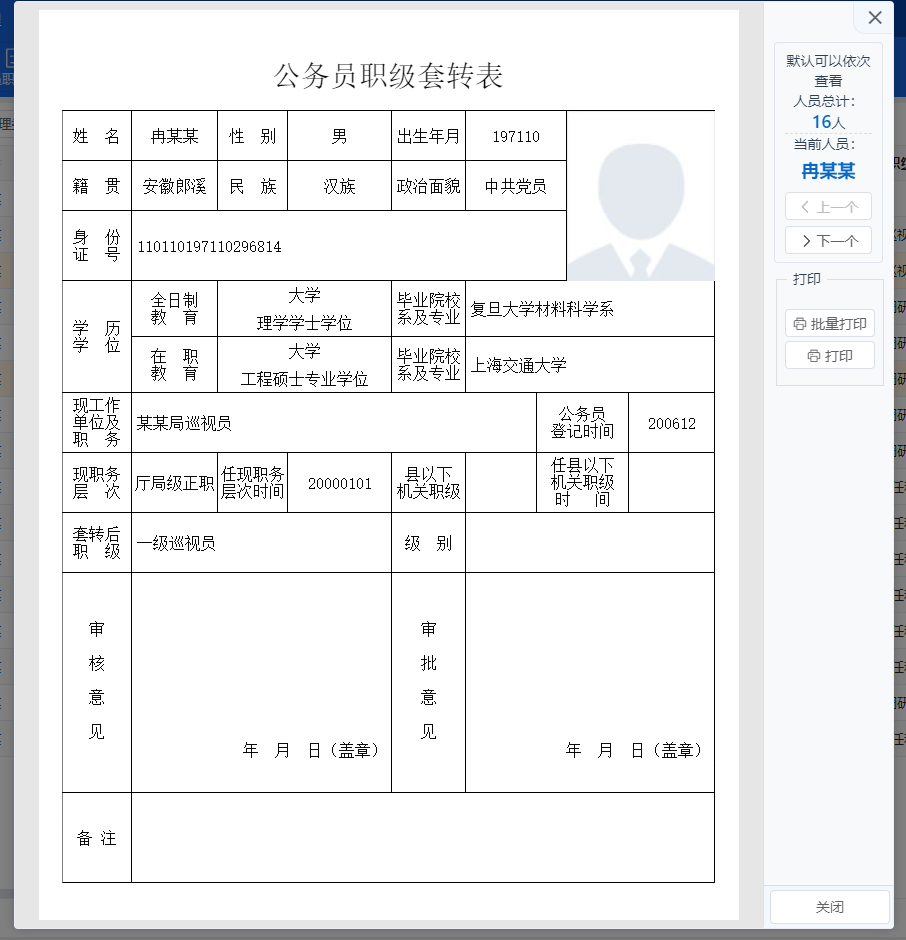 公务员职级套转表
姓 名 冉某某 性 别 男 出生年月 197110
籍 贯 安徽郎溪 民 族 汉族 政治面貌 中共党员
身 份
证 号
110110197110296814
学 历
学 位
全日制
教 育
大学
理学学士学位
毕业院校
系及专业
复旦大学材料科学系
在 职
教 育
大学
工程硕士专业学位
毕业院校
系及专业
上海交通大学
现工作
单位及
职 务
某某局巡视员
公务员
登记时间
200612
现职务
层 次
厅局级正职
任现职务
层次时间
20000101
县以下
机关职级
任县以下
机关职级
时 间
套转后
职 级
一级巡视员
级 别
审
核
意
见
年 月 日（盖章）
审
批
意
见
年 月 日（盖章）
备 注
默认可以依次
查看
人员总计：
16人
当前人员：
冉某某
上一个
下一个
打印
批量打印
打印
关闭